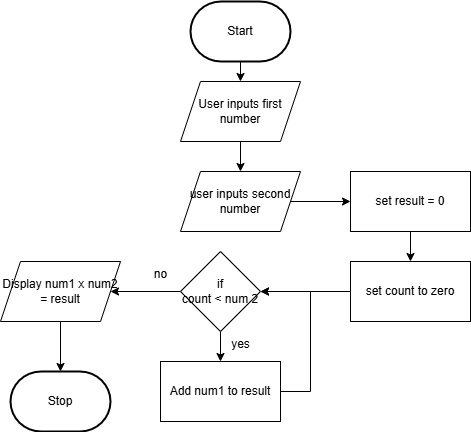 Start
User inputs first
number
user inputs second
number
set result = 0
set count to zero
if
count < num 2
no
yes
Display num1 x num2
= result
Add num1 to result
Stop